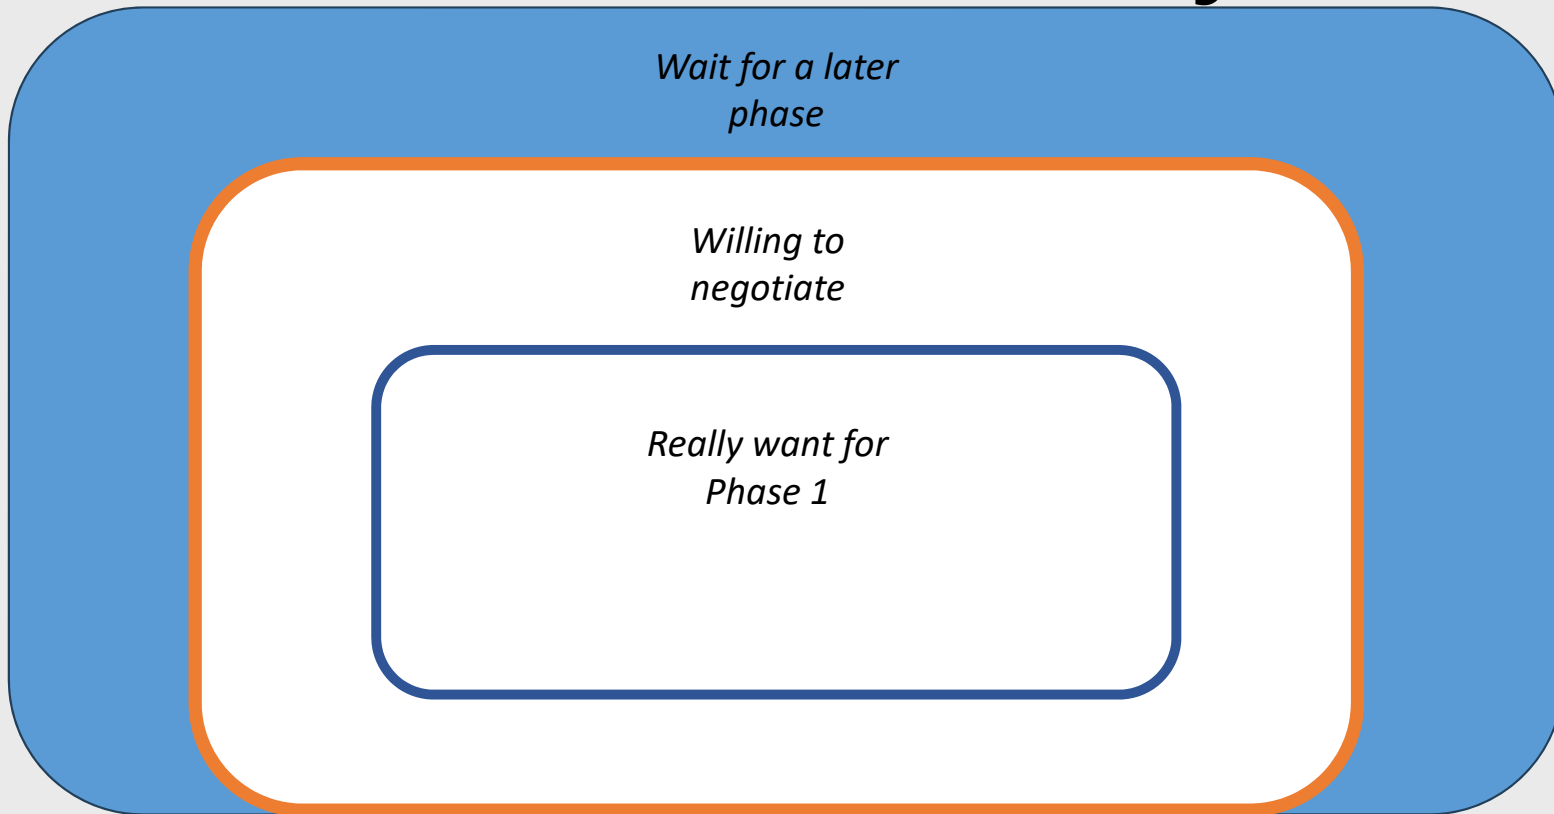 Wait for a later
phase
Willing to
negotiate
Really want for
Phase 1